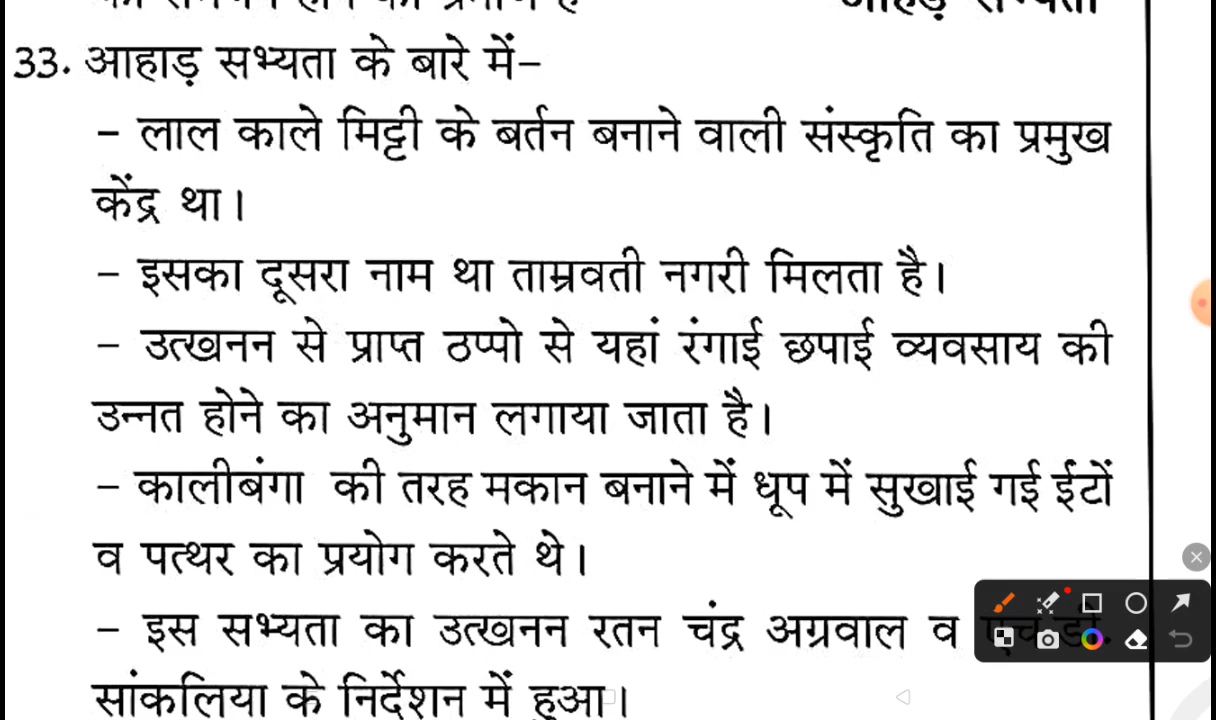 33. आहाड़ सभ्यता के बारे में–
– लाल काले मिट्टी के बर्तन बनाने वाली संस्कृति का प्रमुख
केंद्र था।
– इसका दूसरा नाम था ताम्रवती नगरी मिलता है।
– उत्खनन से प्राप्त ठप्पो से यहां रंगाई छपाई व्यवसाय की
उन्नत होने का अनुमान लगाया जाता है।
– कालीबंगा की तरह मकान बनाने में धूप में सुखाई गई ईंटों
व पत्थर का प्रयोग करते थे।
– इस सभ्यता का उत्खनन रतन चंद्र अग्रवाल व
सांकलिया के निर्देशन में हुआ।